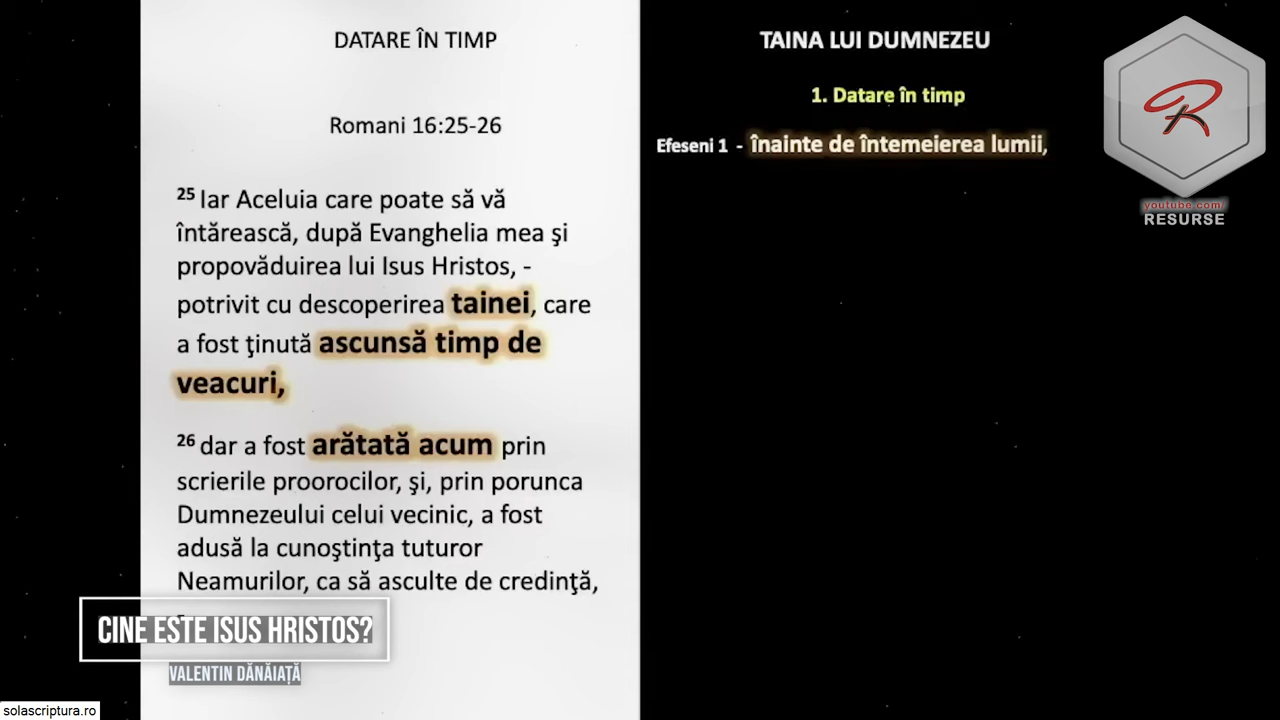 DATARE ÎN TIMP
Romani 16:25-26
25 Iar Aceluia care poate să vă
întărească, după Evanghelia mea şi
propovăduirea lui Isus Hristos, -
potrivit cu descoperirea tainei, care
a fost ţinută ascunsă timp de
veacuri,
26 dar a fost arătată acum prin
scrierile proorocilor, şi, prin porunca
Dumnezeului celui vecinic, a fost
adusă la cunoştinţa tuturor
Neamurilor, ca să asculte de credinţă,
-
TAINA LUI DUMNEZEU
1. Datare în timp
Efeseni 1 - înainte de întemeierea lumii,
R
youtube.com/
RESURSE
CINE ESTE ISUS HRISTOS?
VALENTIN DĂNĂIAȚĂ
solascriptura.ro